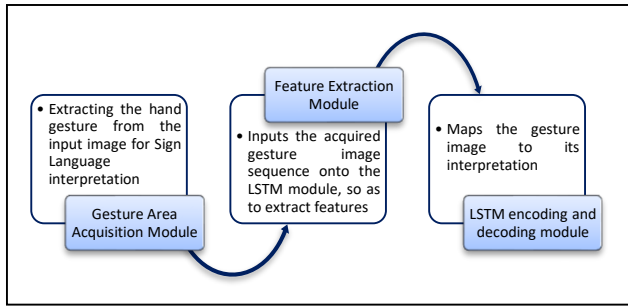 • Extracting the hand
gesture from the
input image for Sign
Language
interpretation
Gesture Area
Acquisition Module
Feature Extraction
Module
• Inputs the acquired
gesture image
sequence onto the
LSTM module, so as
to extract features
• Maps the gesture
image to its
interpretation
LSTM encoding and
decoding module